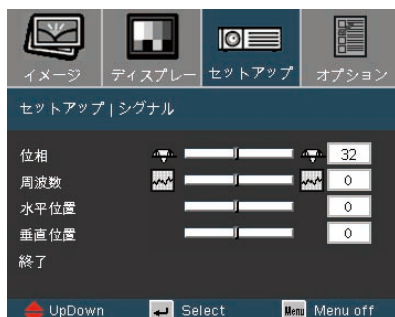 イメージ ディスプレー セットアップ オプション
セットアップ | シグナル
位相 32
周波数 0
水平位置 0
垂直位置 0
終了
UpDown Select Menu Menu off